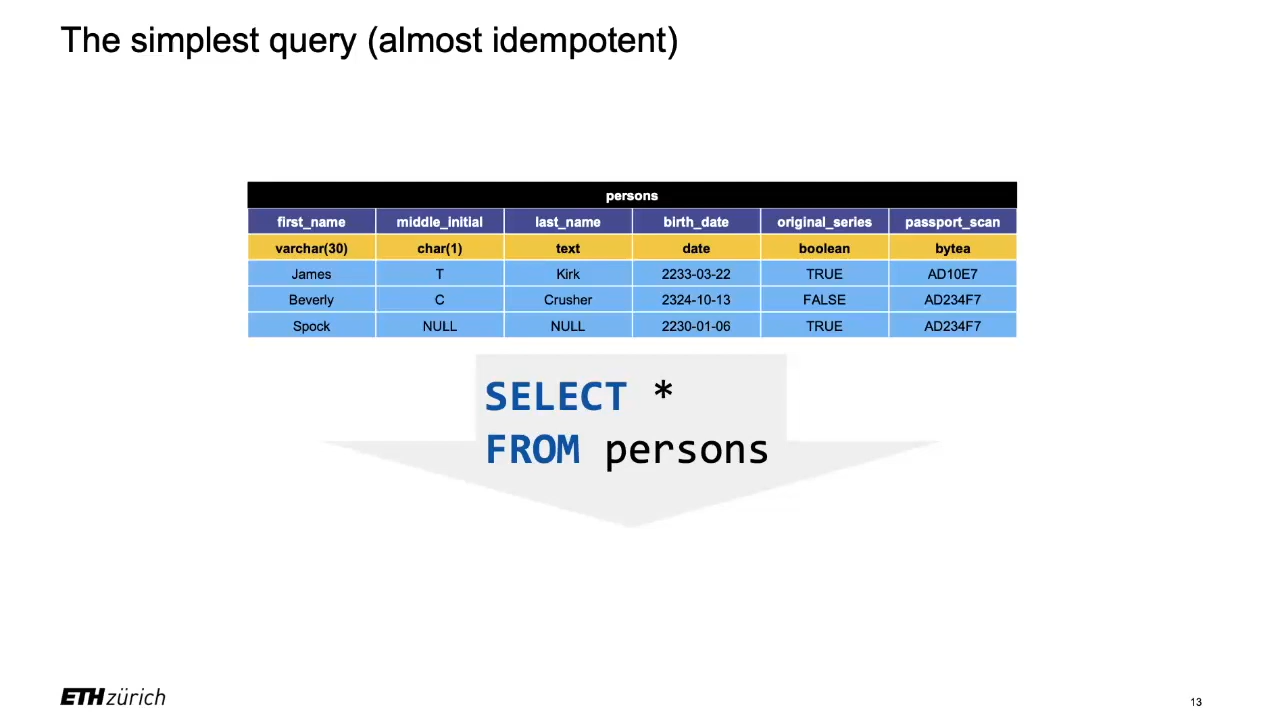 The simplest query (almost idempotent)
persons
first_name middle_initial last_name birth_date original_series passport_scan
varchar(30) char(1) text date boolean bytea
James T Kirk 2233-03-22 TRUE AD10E7
Beverly C Crusher 2324-10-13 FALSE AD234F7
Spock NULL NULL 2230-01-06 TRUE AD234F7
SELECT *
FROM persons
ETH zürich
13